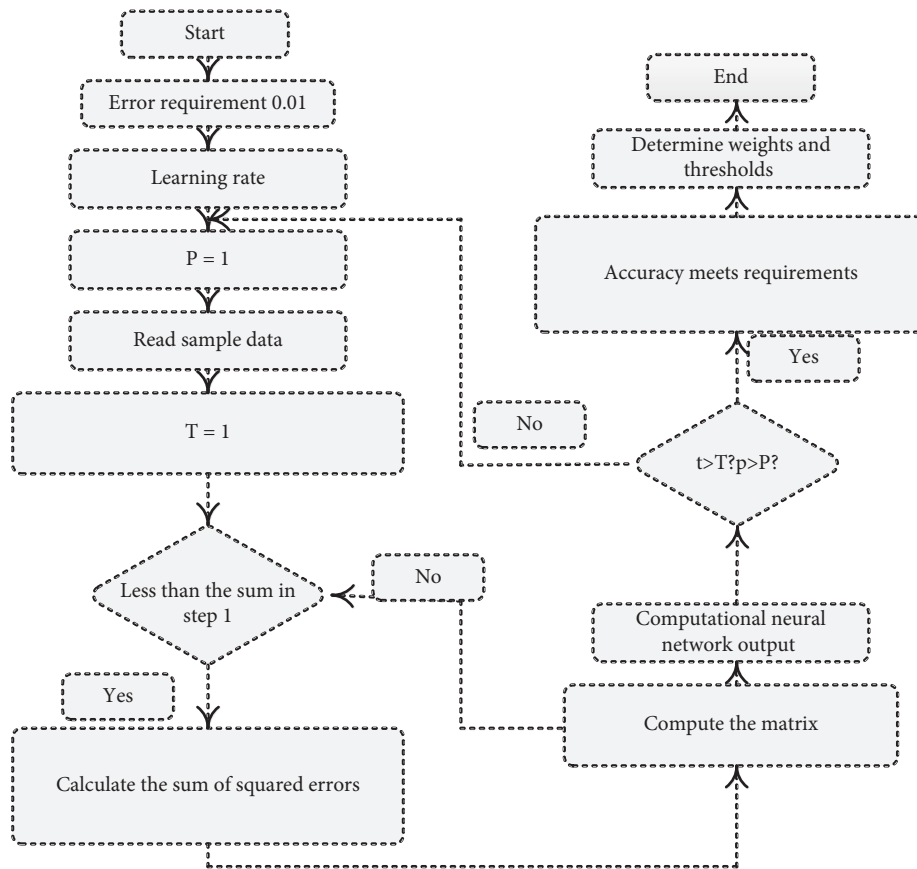 Start
Error requirement 0.01
Learning rate
P = 1
Read sample data
T = 1
Less than the sum in
step 1
Yes
Calculate the sum of squared errors
No
Compute the matrix
Computational neural
network output
t>T?p>P?
No
Yes
Accuracy meets requirements
Determine weights and
thresholds
End